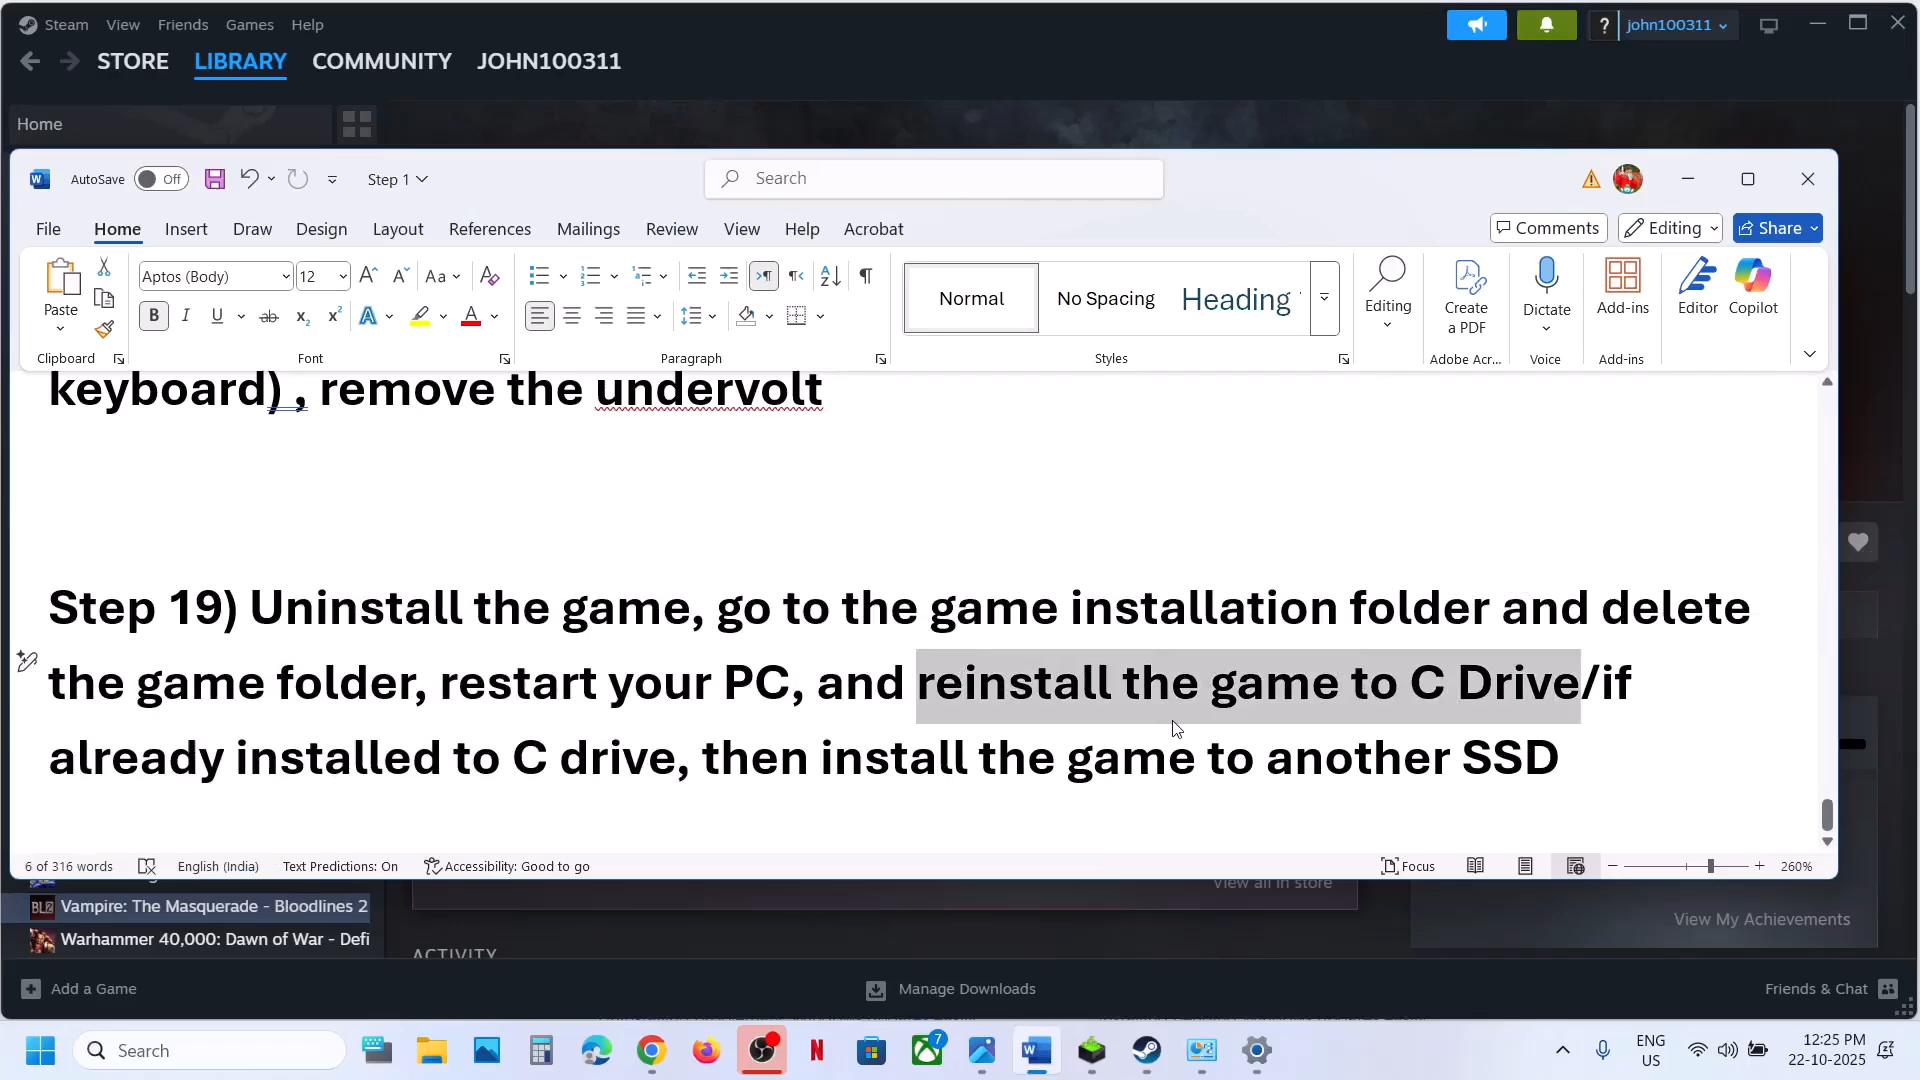 Steam View Friends Games Help
john100311
STORE LIBRARY COMMUNITY JOHN100311
Home
AutoSave Off Step 1 Search
File Home Insert Draw Design Layout References Mailings Review View Help Acrobat Comments Editing Share
Aptos (Body) 12
Paste
Normal No Spacing Heading
Editing Create a PDF Dictate Add-ins Editor Copilot
Clipboard Font Paragraph Styles Adobe Acr... Voice Add-ins
keyboard) , remove the undervolt
Step 19) Uninstall the game, go to the game installation folder and delete
the game folder, restart your PC, and reinstall the game to C Drive/if
already installed to C drive, then install the game to another SSD
6 of 316 words English (India) Text Predictions: On Accessibility: Good to go Focus 260%
View all in store
Vampire: The Masquerade - Bloodlines 2
View My Achievements
Warhammer 40,000: Dawn of War - Defi
ACTIVITY
Add a Game Manage Downloads Friends & Chat
Search
7
ENG
US
12:25 PM
22-10-2025